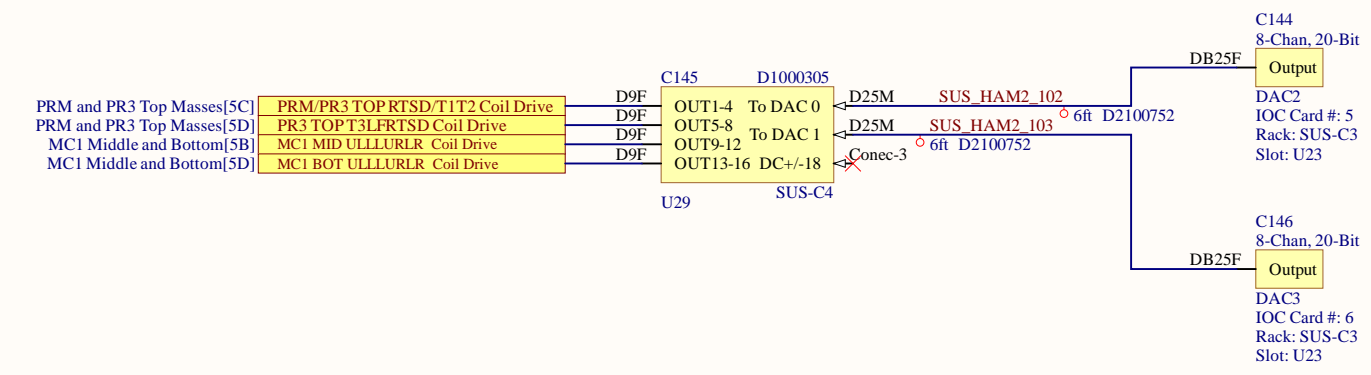 C144
8-Chan, 20-Bit
DB25F
Output
DAC2
IOC Card #: 5
Rack: SUS-C3
Slot: U23
C145
D1000305
PRM and PR3 Top Masses[5C]
PRM/PR3 TOP RTSD/T1T2 Coil Drive
D9F
OUT1-4
To DAC 0
D25M
SUS_HAM2_102
6ft D2100752
PRM and PR3 Top Masses[5D]
PR3 TOP T3LFRTSD Coil Drive
D9F
OUT5-8
To DAC 1
D25M
SUS_HAM2_103
6ft D2100752
MC1 Middle and Bottom[5B]
MC1 MID ULLLURLR Coil Drive
D9F
OUT9-12
MC1 Middle and Bottom[5D]
MC1 BOT ULLLURLR Coil Drive
D9F
OUT13-16
DC+/-18
Conec-3
SUS-C4
U29
C146
8-Chan, 20-Bit
DB25F
Output
DAC3
IOC Card #: 6
Rack: SUS-C3
Slot: U23